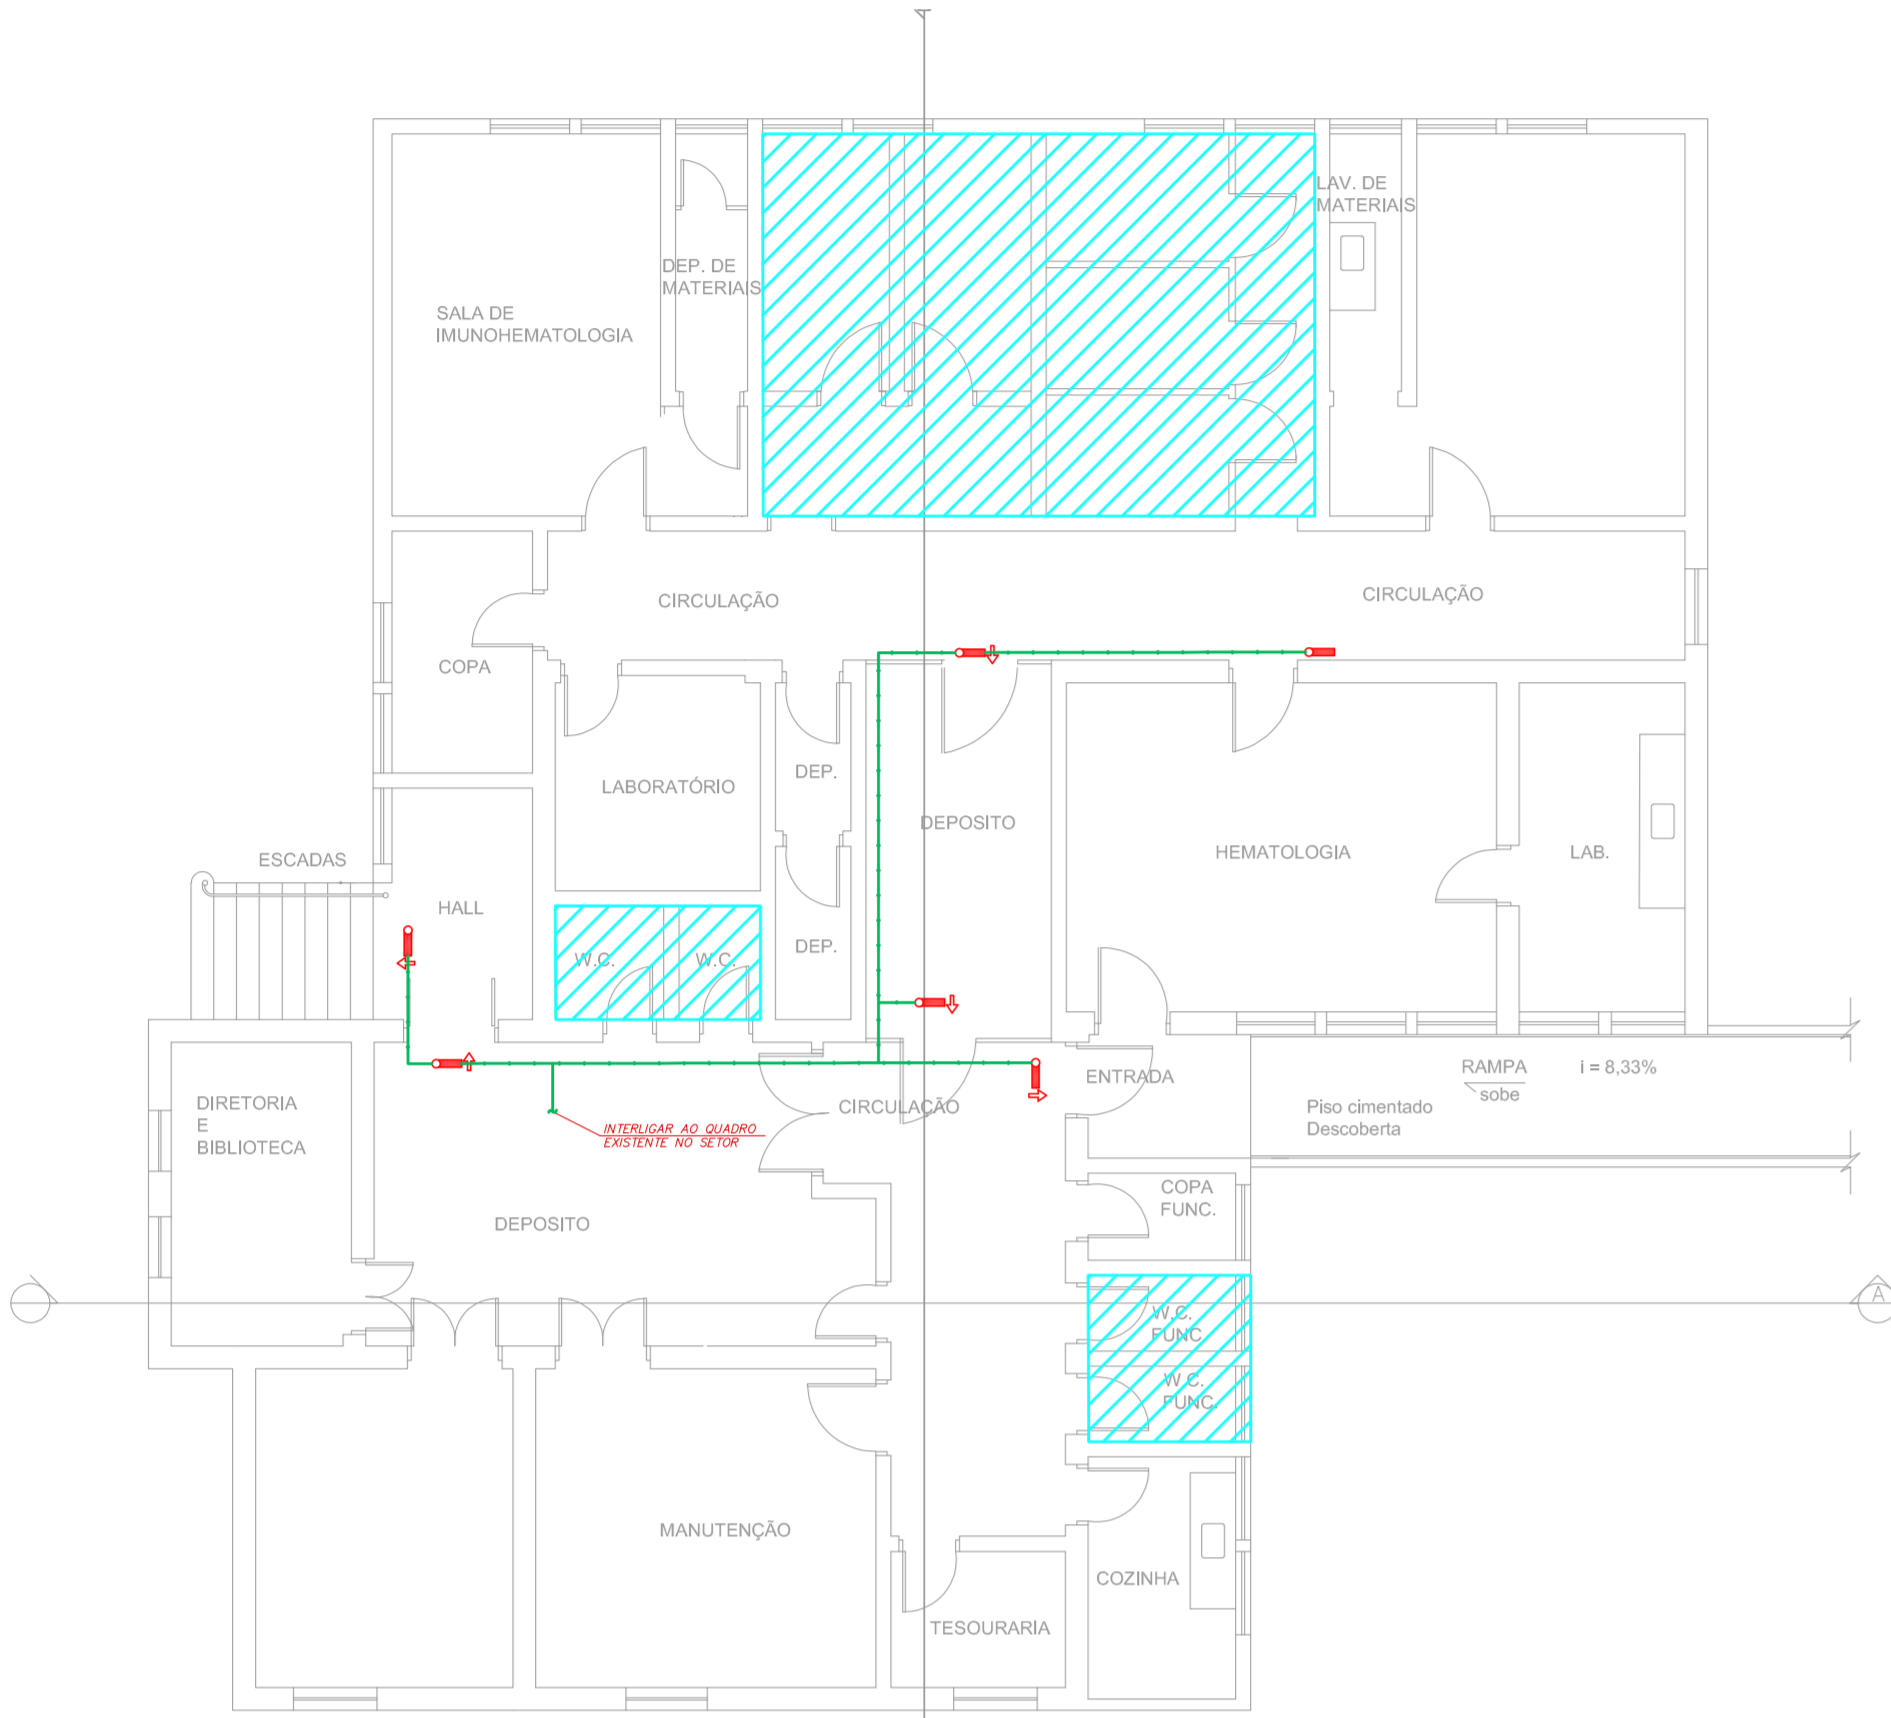 LAV. DE
MATERIAIS
DEP. DE
MATERIAIS
SALA DE
IMUNOHEMATOLOGIA
CIRCULAÇÃO
CIRCULAÇÃO
COPA
LABORATÓRIO
DEP.
DEPOSITO
HEMATOLOGIA
LAB.
ESCADAS
HALL
W.C.
W.C.
DEP.
ENTRADA
RAMPA
i = 8,33%
sobe
Piso cimentado
Descoberta
DIRETORIA
E
BIBLIOTECA
CIRCULAÇÃO
INTERLIGAR AO QUADRO
EXISTENTE NO SETOR
COPA
FUNC.
DEPOSITO
A
W.C.
FUNC
W.C.
FUNC.
MANUTENÇÃO
COZINHA
TESOURARIA